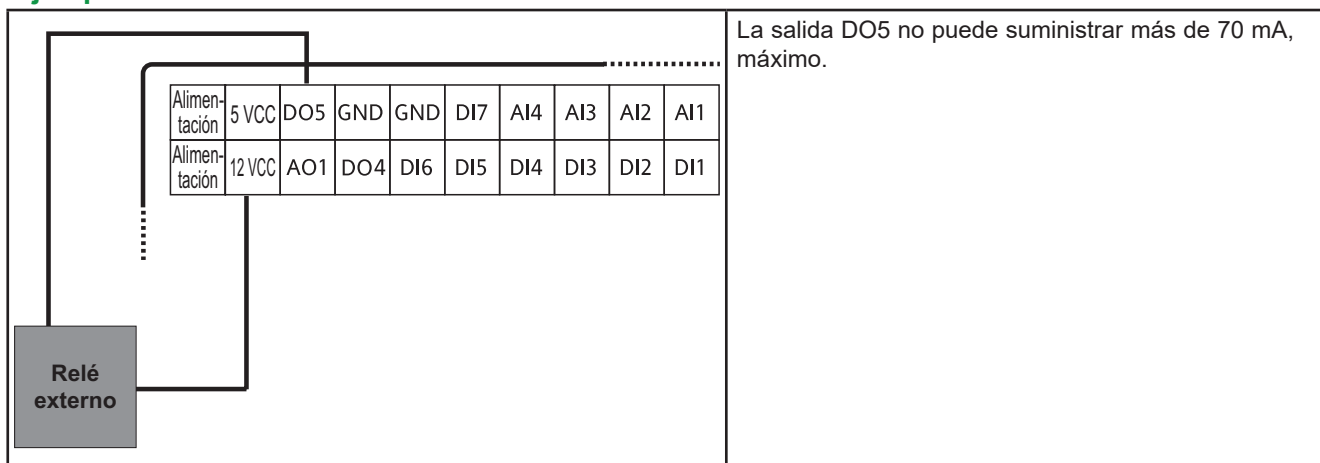 La salida DO5 no puede suministrar más de 70 mA,
máximo.
Alimen-
tación
5 VCC DO5 GND GND DI7 AI4 AI3 AI2 AI1
Alimen-
tación
12 VCC AO1 DO4 DI6 DI5 DI4 DI3 DI2 DI1
Relé
externo